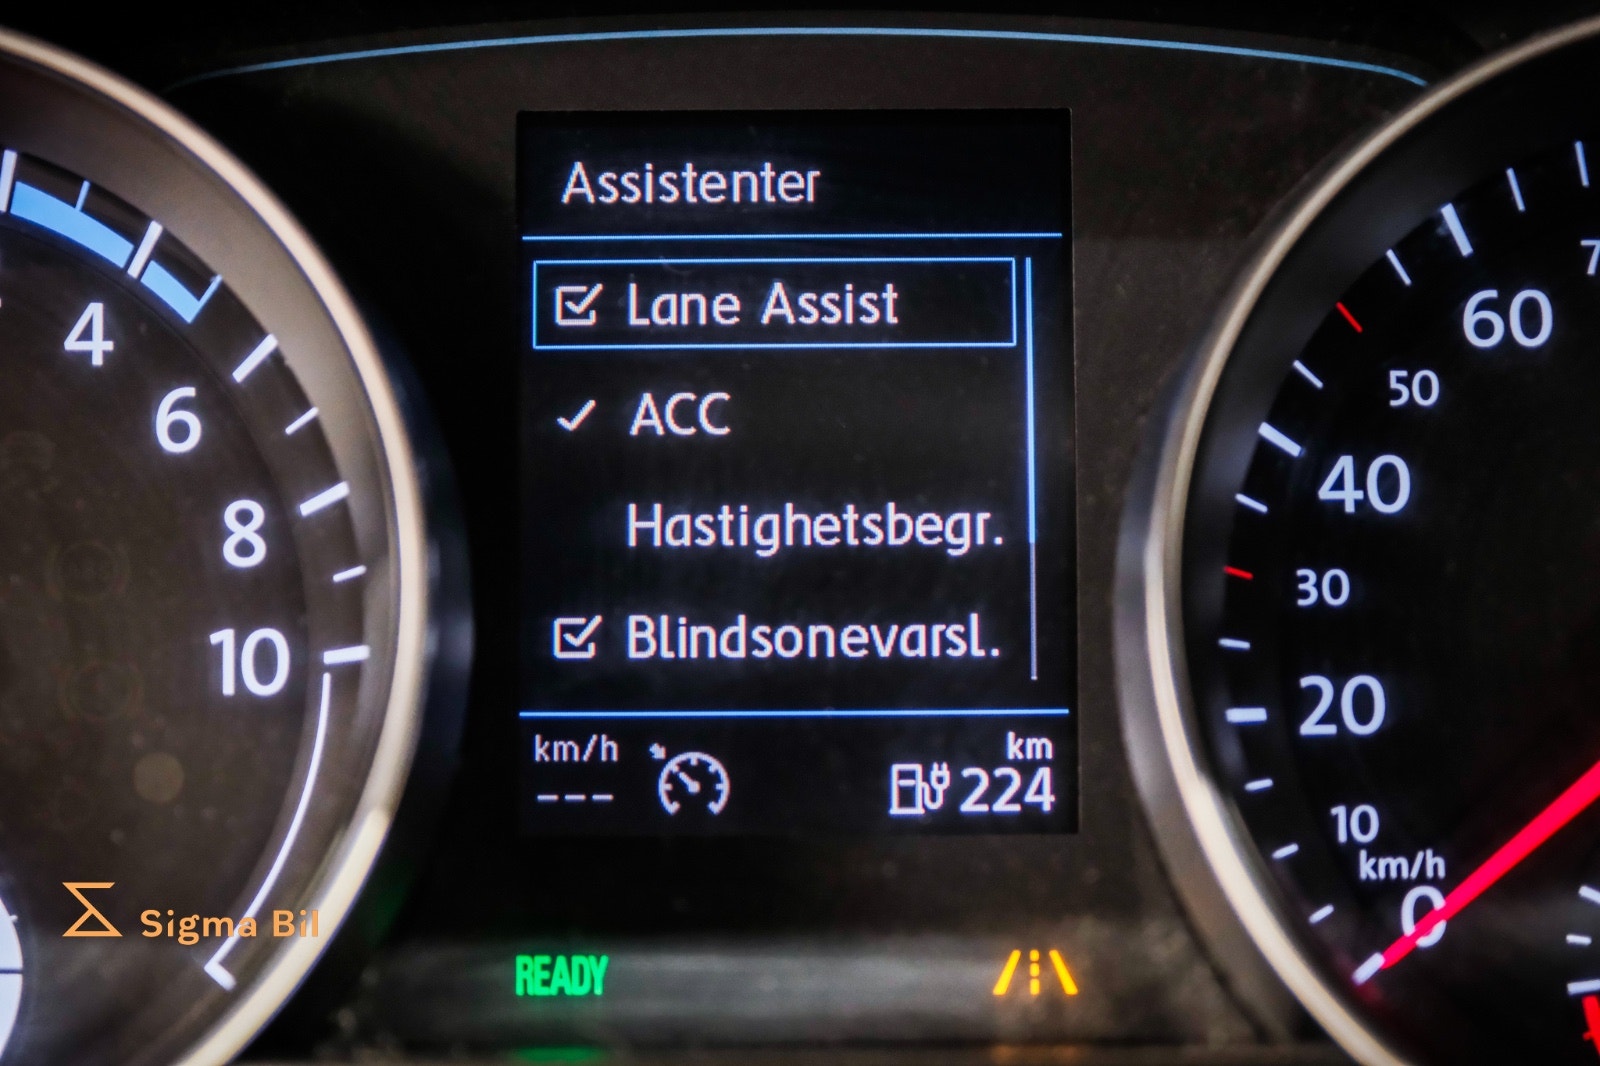 Assistenter
Lane Assist
ACC
Hastighetsbegr.
Blindsonevarsl.
km/h
---
km
224
4
6
8
10
60
50
40
30
20
10
km/h
0
Sigma Bil
READY